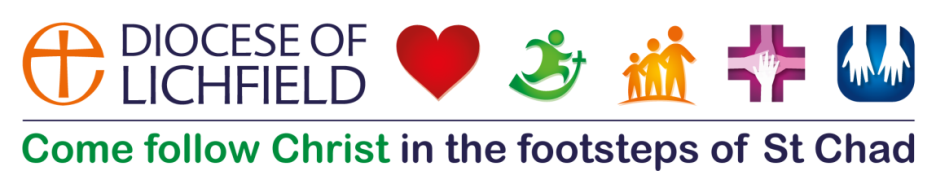 DIOCESE OF
LICHFIELD
Come follow Christ in the footsteps of St Chad